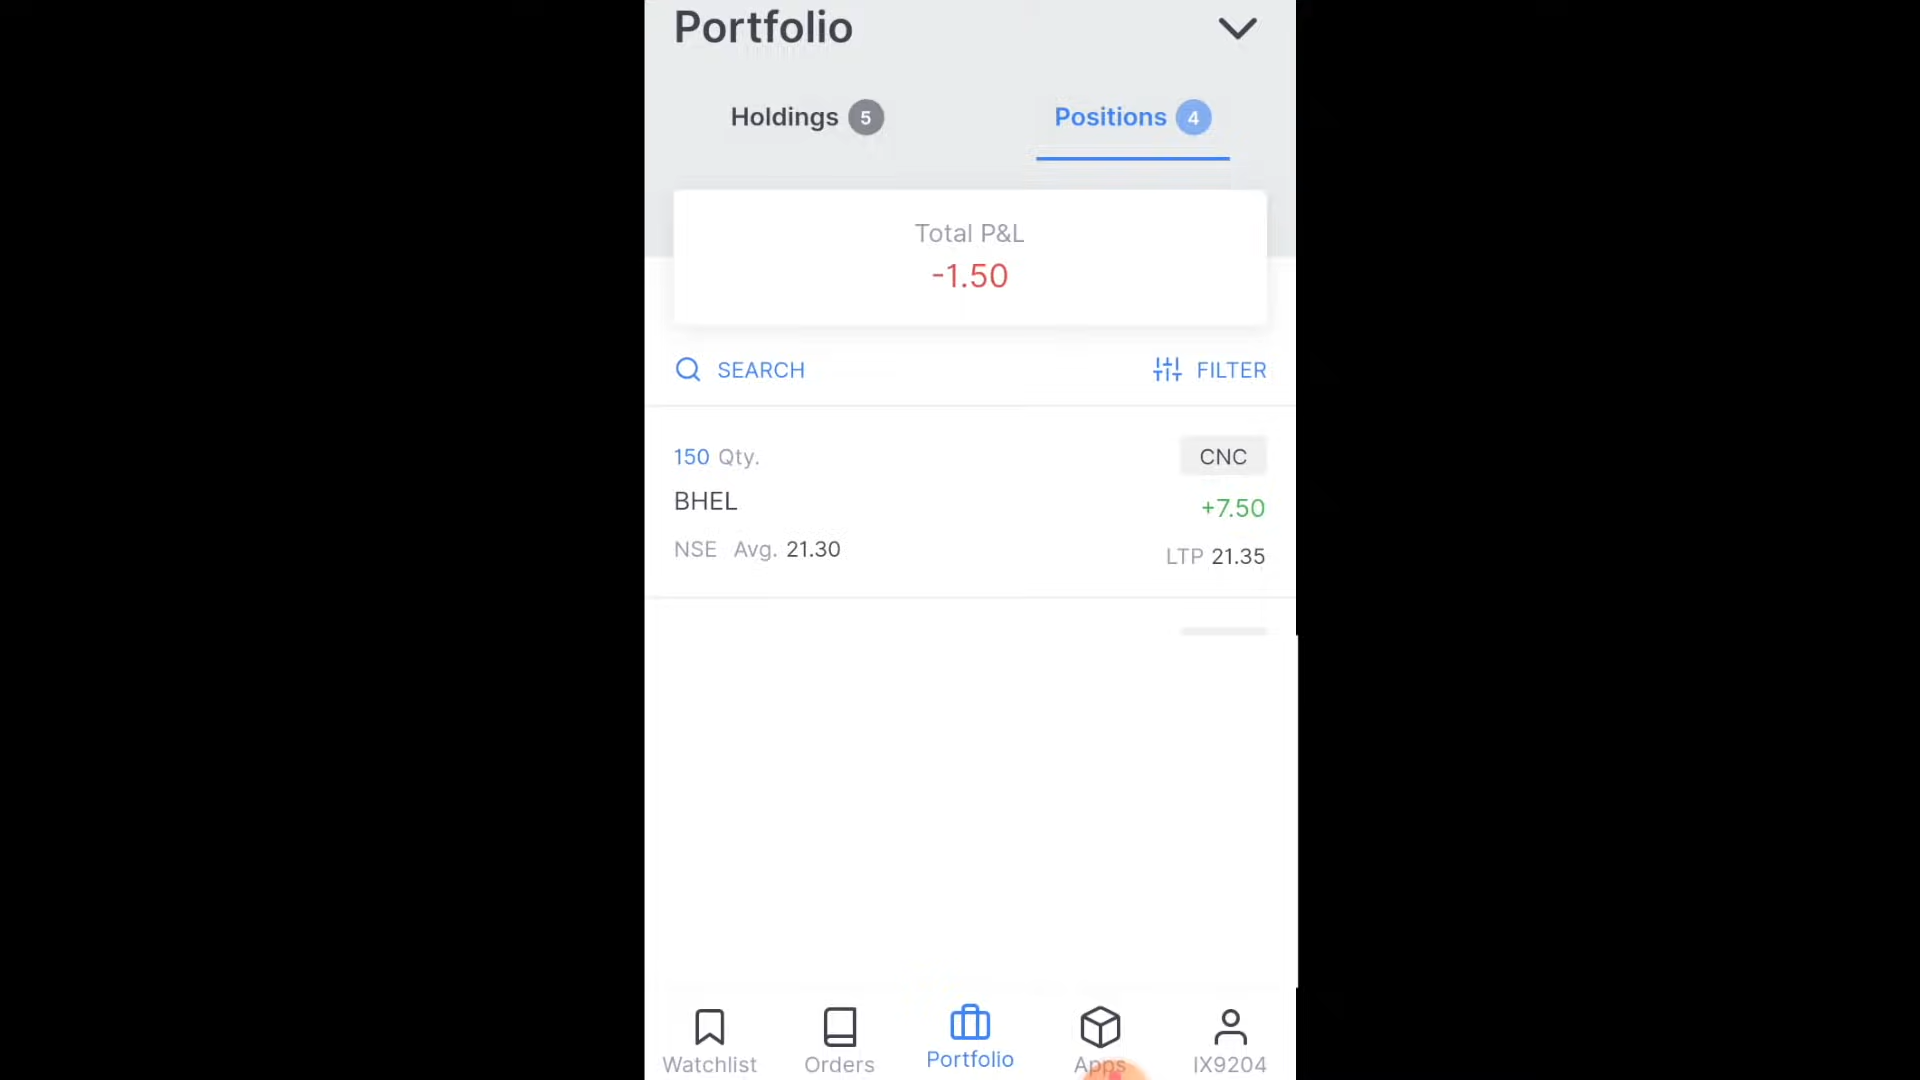 Portfolio
Holdings 5
Positions 4
Total P&L
-1.50
SEARCH
FILTER
150 Qty.
CNC
BHEL
+7.50
NSE Avg. 21.30
LTP 21.35
Watchlist
Orders
Portfolio
Apps
IX9204